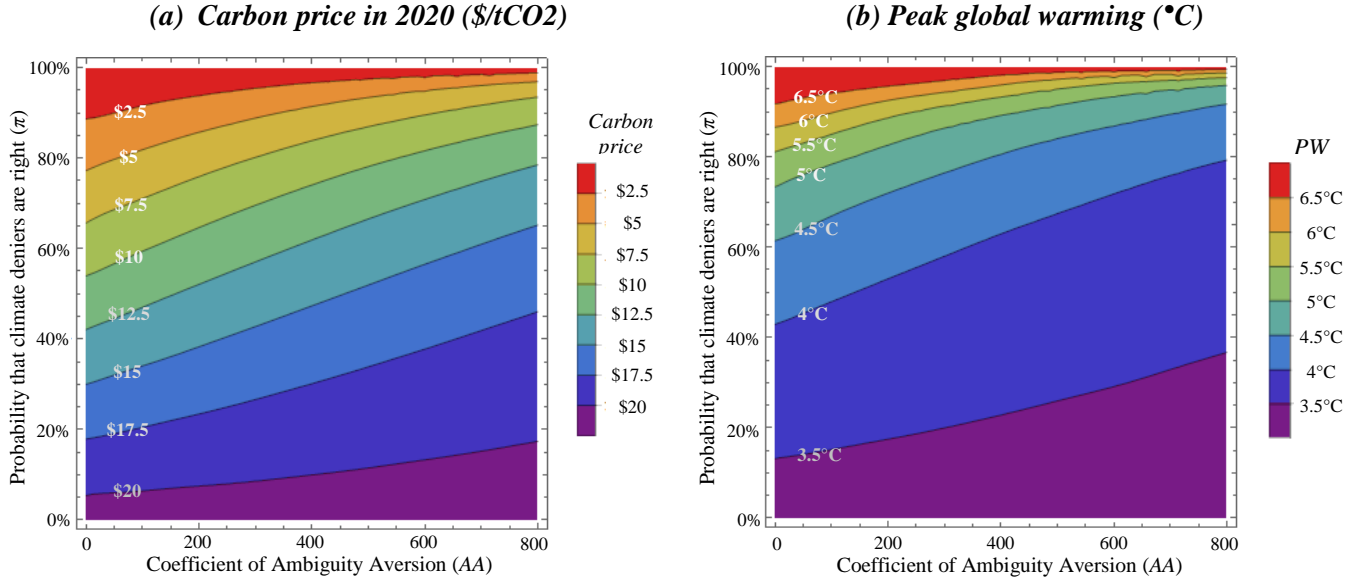 (a) Carbon price in 2020 ($/tCO2)
100%
80%
60%
40%
20%
0%
Probability that climate deniers are right (π)
$2.5
$5
$7.5
$10
$12.5
$15
$17.5
$20
0
200
400
600
800
Coefficient of Ambiguity Aversion (AA)
Carbon
price
$2.5
$5
$7.5
$10
$12.5
$15
$17.5
$20
(b) Peak global warming (°C)
100%
80%
60%
40%
20%
0%
Probability that climate deniers are right (π)
6.5°C
6°C
5.5°C
5°C
4.5°C
4°C
3.5°C
0
200
400
600
800
Coefficient of Ambiguity Aversion (AA)
PW
6.5°C
6°C
5.5°C
5°C
4.5°C
4°C
3.5°C